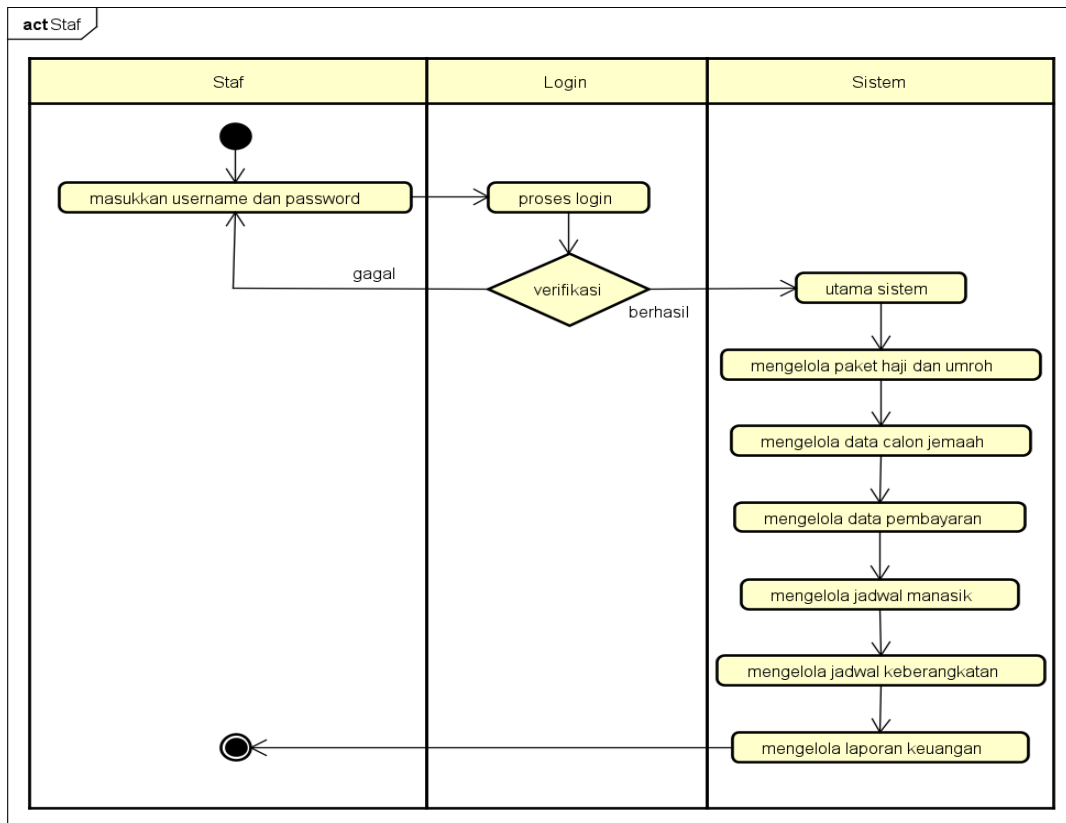 act Staf
Staf
Login
Sistem
masukkan username dan password
proses login
gagal
verifikasi
berhasil
utama sistem
mengelola paket haji dan umroh
mengelola data calon jemaah
mengelola data pembayaran
mengelola jadwal manasik
mengelola jadwal keberangkatan
mengelola laporan keuangan